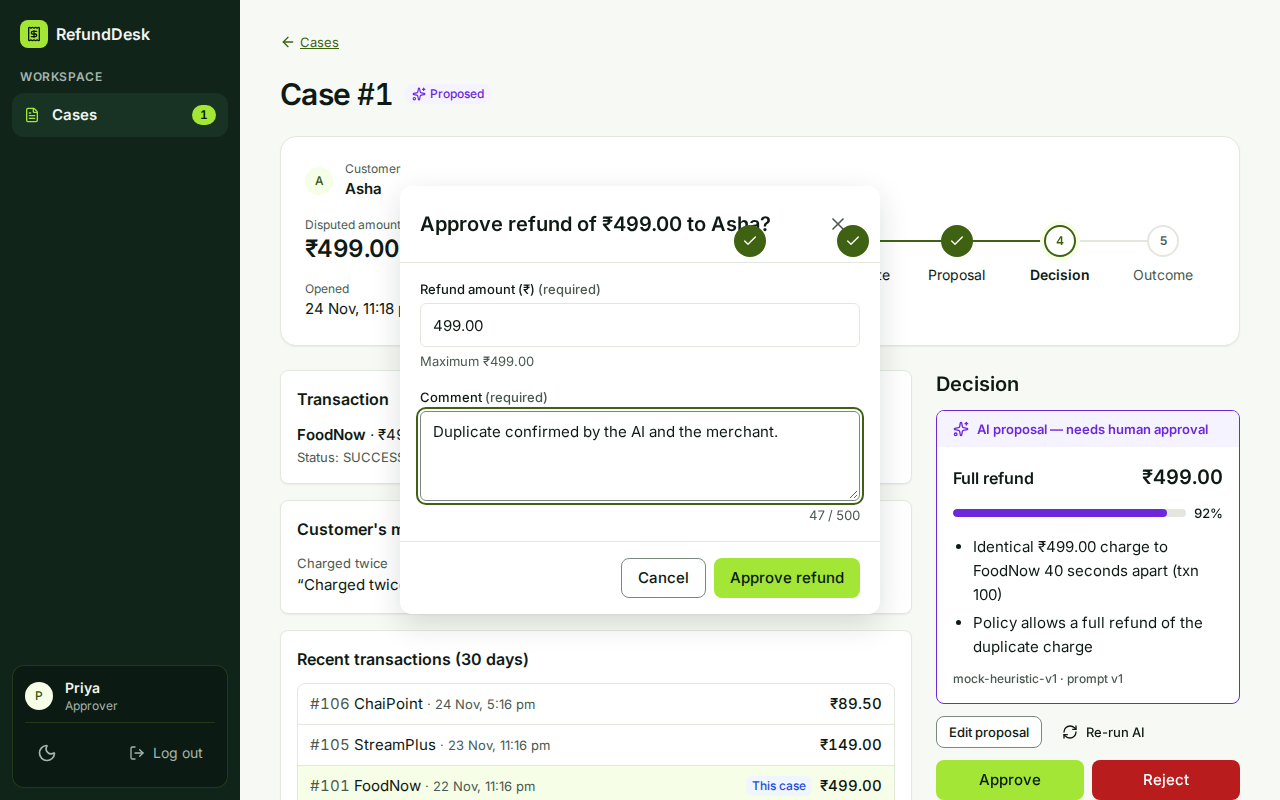 RefundDesk
WORKSPACE
Cases 1
P
Priya
Approver
Log out
Cases
Case #1 Proposed
A
Customer
Asha
Disputed amount
₹499.00
Opened
24 Nov, 11:18
4 5
Proposal Decision Outcome
Approve refund of ₹499.00 to Asha?
Refund amount (₹) (required)
499.00
Maximum ₹499.00
Comment (required)
Duplicate confirmed by the AI and the merchant.
47 / 500
Cancel Approve refund
Transaction
FoodNow · ₹49
Status: SUCCESS
Customer's m
Charged twice
“Charged twic
Recent transactions (30 days)
#106 ChaiPoint · 24 Nov, 5:16 pm ₹89.50
#105 StreamPlus · 23 Nov, 11:16 pm ₹149.00
#101 FoodNow · 22 Nov, 11:16 pm This case ₹499.00
Decision
AI proposal — needs human approval
Full refund ₹499.00
92%
• Identical ₹499.00 charge to
FoodNow 40 seconds apart (txn
100)
• Policy allows a full refund of the
duplicate charge
mock-heuristic-v1 · prompt v1
Edit proposal Re-run AI
Approve Reject